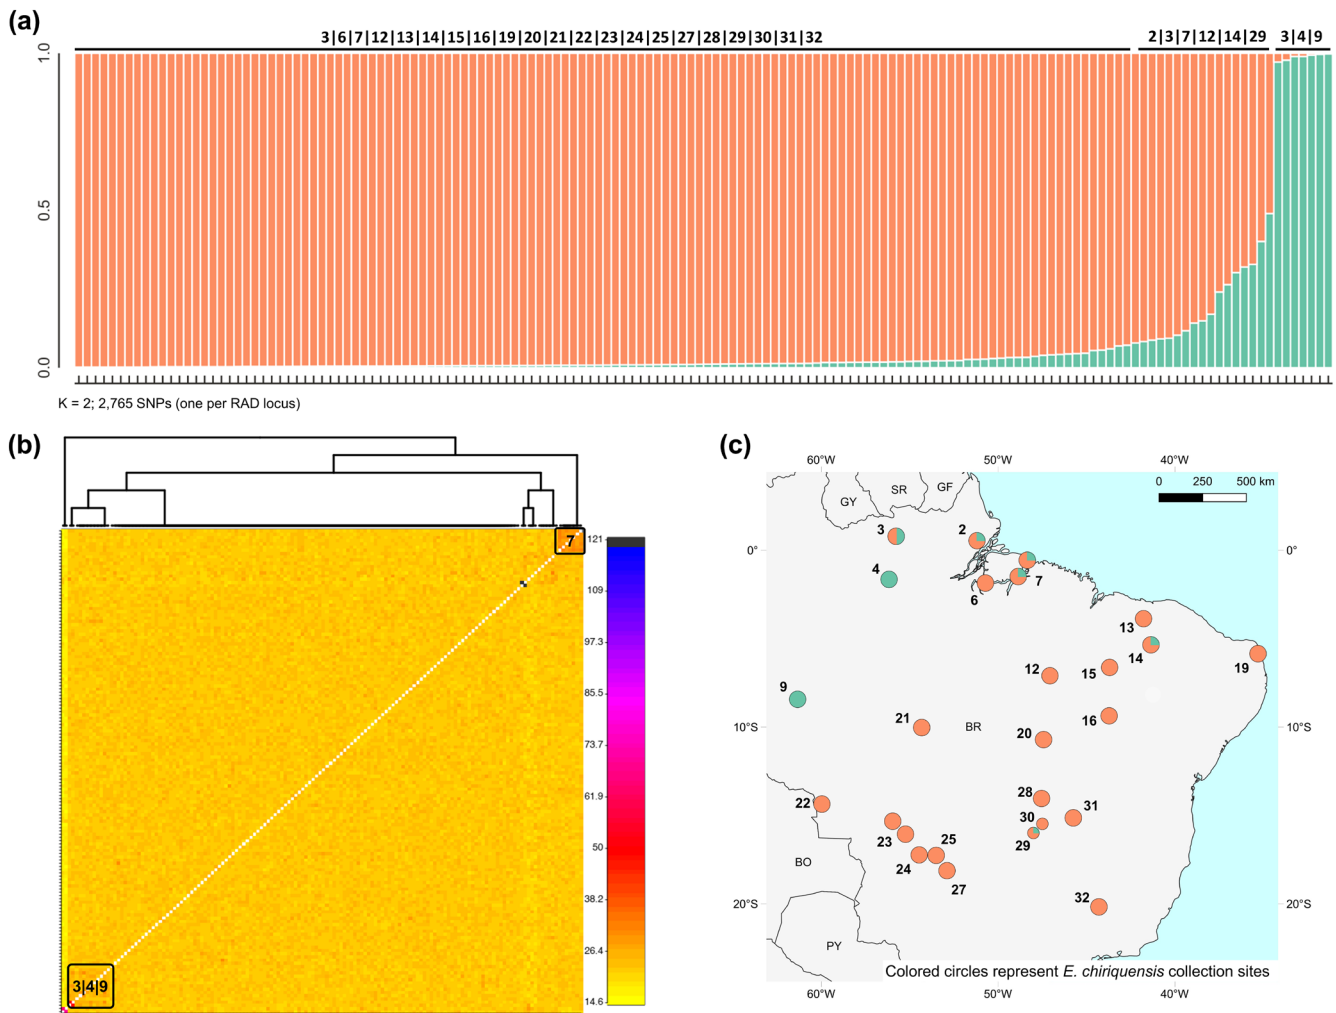 (a)
3|6|7|12|13|14|15|16|19|20|21|22|23|24|25|27|28|29|30|31|32
2|3|7|12|14|29
3|4|9
1.0
0.5
0.0
K = 2; 2,765 SNPs (one per RAD locus)
(b)
7
3|4|9
121
109
97.3
85.5
73.7
61.9
50
38.2
26.4
14.6
(c)
60°W
50°W
40°W
0 250 500 km
GY
SR
GF
3
2
0°
0°
4
7
6
13
14
19
12
15
9
16
21
BR
20
10°S
10°S
28
22
31
30
23
25
29
BO
24
27
32
20°S
20°S
PY
Colored circles represent E. chiriquensis collection sites
60°W
50°W
40°W